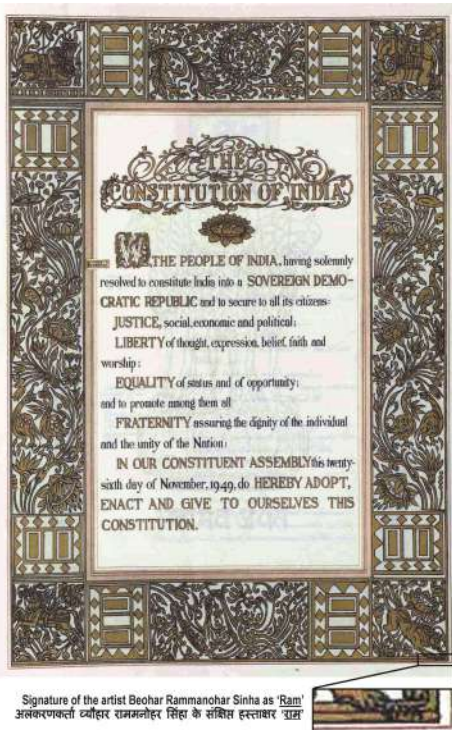 THE
CONSTITUTION OF INDIA
WE, THE PEOPLE OF INDIA, having solemnly
resolved to constitute India into a SOVEREIGN DEMO-
CRATIC REPUBLIC and to secure to all its citizens:
JUSTICE, social, economic and political;
LIBERTY of thought, expression, belief, faith and
worship;
EQUALITY of status and of opportunity;
and to promote among them all
FRATERNITY assuring the dignity of the individual
and the unity of the Nation;
IN OUR CONSTITUENT ASSEMBLY this twenty-
sixth day of November, 1949, do HEREBY ADOPT,
ENACT AND GIVE TO OURSELVES THIS
CONSTITUTION.
Signature of the artist Beohar Rammanohar Sinha as 'Ram'
अलंकरणकर्ता ब्यौहार राममनोहर सिंहा के संक्षिप्त हस्ताक्षर 'राम'